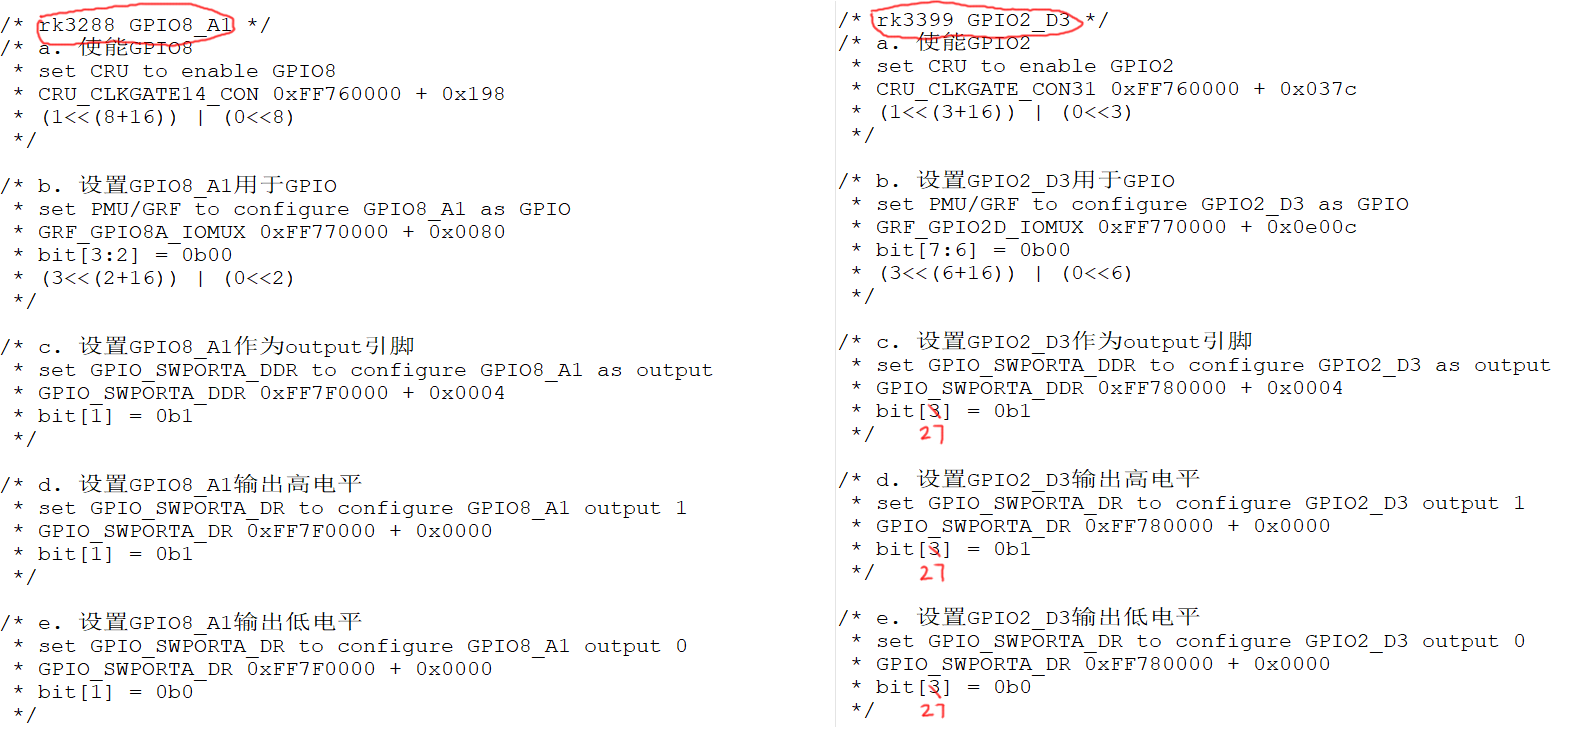 /* rk3288 GPIO8_A1 */
/* a. 使能GPIO8
 * set CRU to enable GPIO8
 * CRU_CLKGATE14_CON 0xFF760000 + 0x198
 * (1<<(8+16)) | (0<<8)
 */
/* b. 设置GPIO8_A1用于GPIO
 * set PMU/GRF to configure GPIO8_A1 as GPIO
 * GRF_GPIO8A_IOMUX 0xFF770000 + 0x0080
 * bit[3:2] = 0b00
 * (3<<(2+16)) | (0<<2)
 */
/* c. 设置GPIO8_A1作为output引脚
 * set GPIO_SWPORTA_DDR to configure GPIO8_A1 as output
 * GPIO_SWPORTA_DDR 0xFF7F0000 + 0x0004
 * bit[1] = 0b1
 */
/* d. 设置GPIO8_A1输出高电平
 * set GPIO_SWPORTA_DR to configure GPIO8_A1 output 1
 * GPIO_SWPORTA_DR 0xFF7F0000 + 0x0000
 * bit[1] = 0b1
 */
/* e. 设置GPIO8_A1输出低电平
 * set GPIO_SWPORTA_DR to configure GPIO8_A1 output 0
 * GPIO_SWPORTA_DR 0xFF7F0000 + 0x0000
 * bit[1] = 0b0
 */
/* rk3399 GPIO2_D3 */
/* a. 使能GPIO2
 * set CRU to enable GPIO2
 * CRU_CLKGATE_CON31 0xFF760000 + 0x037c
 * (1<<(3+16)) | (0<<3)
 */
/* b. 设置GPIO2_D3用于GPIO
 * set PMU/GRF to configure GPIO2_D3 as GPIO
 * GRF_GPIO2D_IOMUX 0xFF770000 + 0x0e00c
 * bit[7:6] = 0b00
 * (3<<(6+16)) | (0<<6)
 */
/* c. 设置GPIO2_D3作为output引脚
 * set GPIO_SWPORTA_DDR to configure GPIO2_D3 as output
 * GPIO_SWPORTA_DDR 0xFF780000 + 0x0004
 * bit[3] = 0b1
 */ 27
/* d. 设置GPIO2_D3输出高电平
 * set GPIO_SWPORTA_DR to configure GPIO2_D3 output 1
 * GPIO_SWPORTA_DR 0xFF780000 + 0x0000
 * bit[3] = 0b1
 */ 27
/* e. 设置GPIO2_D3输出低电平
 * set GPIO_SWPORTA_DR to configure GPIO2_D3 output 0
 * GPIO_SWPORTA_DR 0xFF780000 + 0x0000
 * bit[3] = 0b0
 */ 27